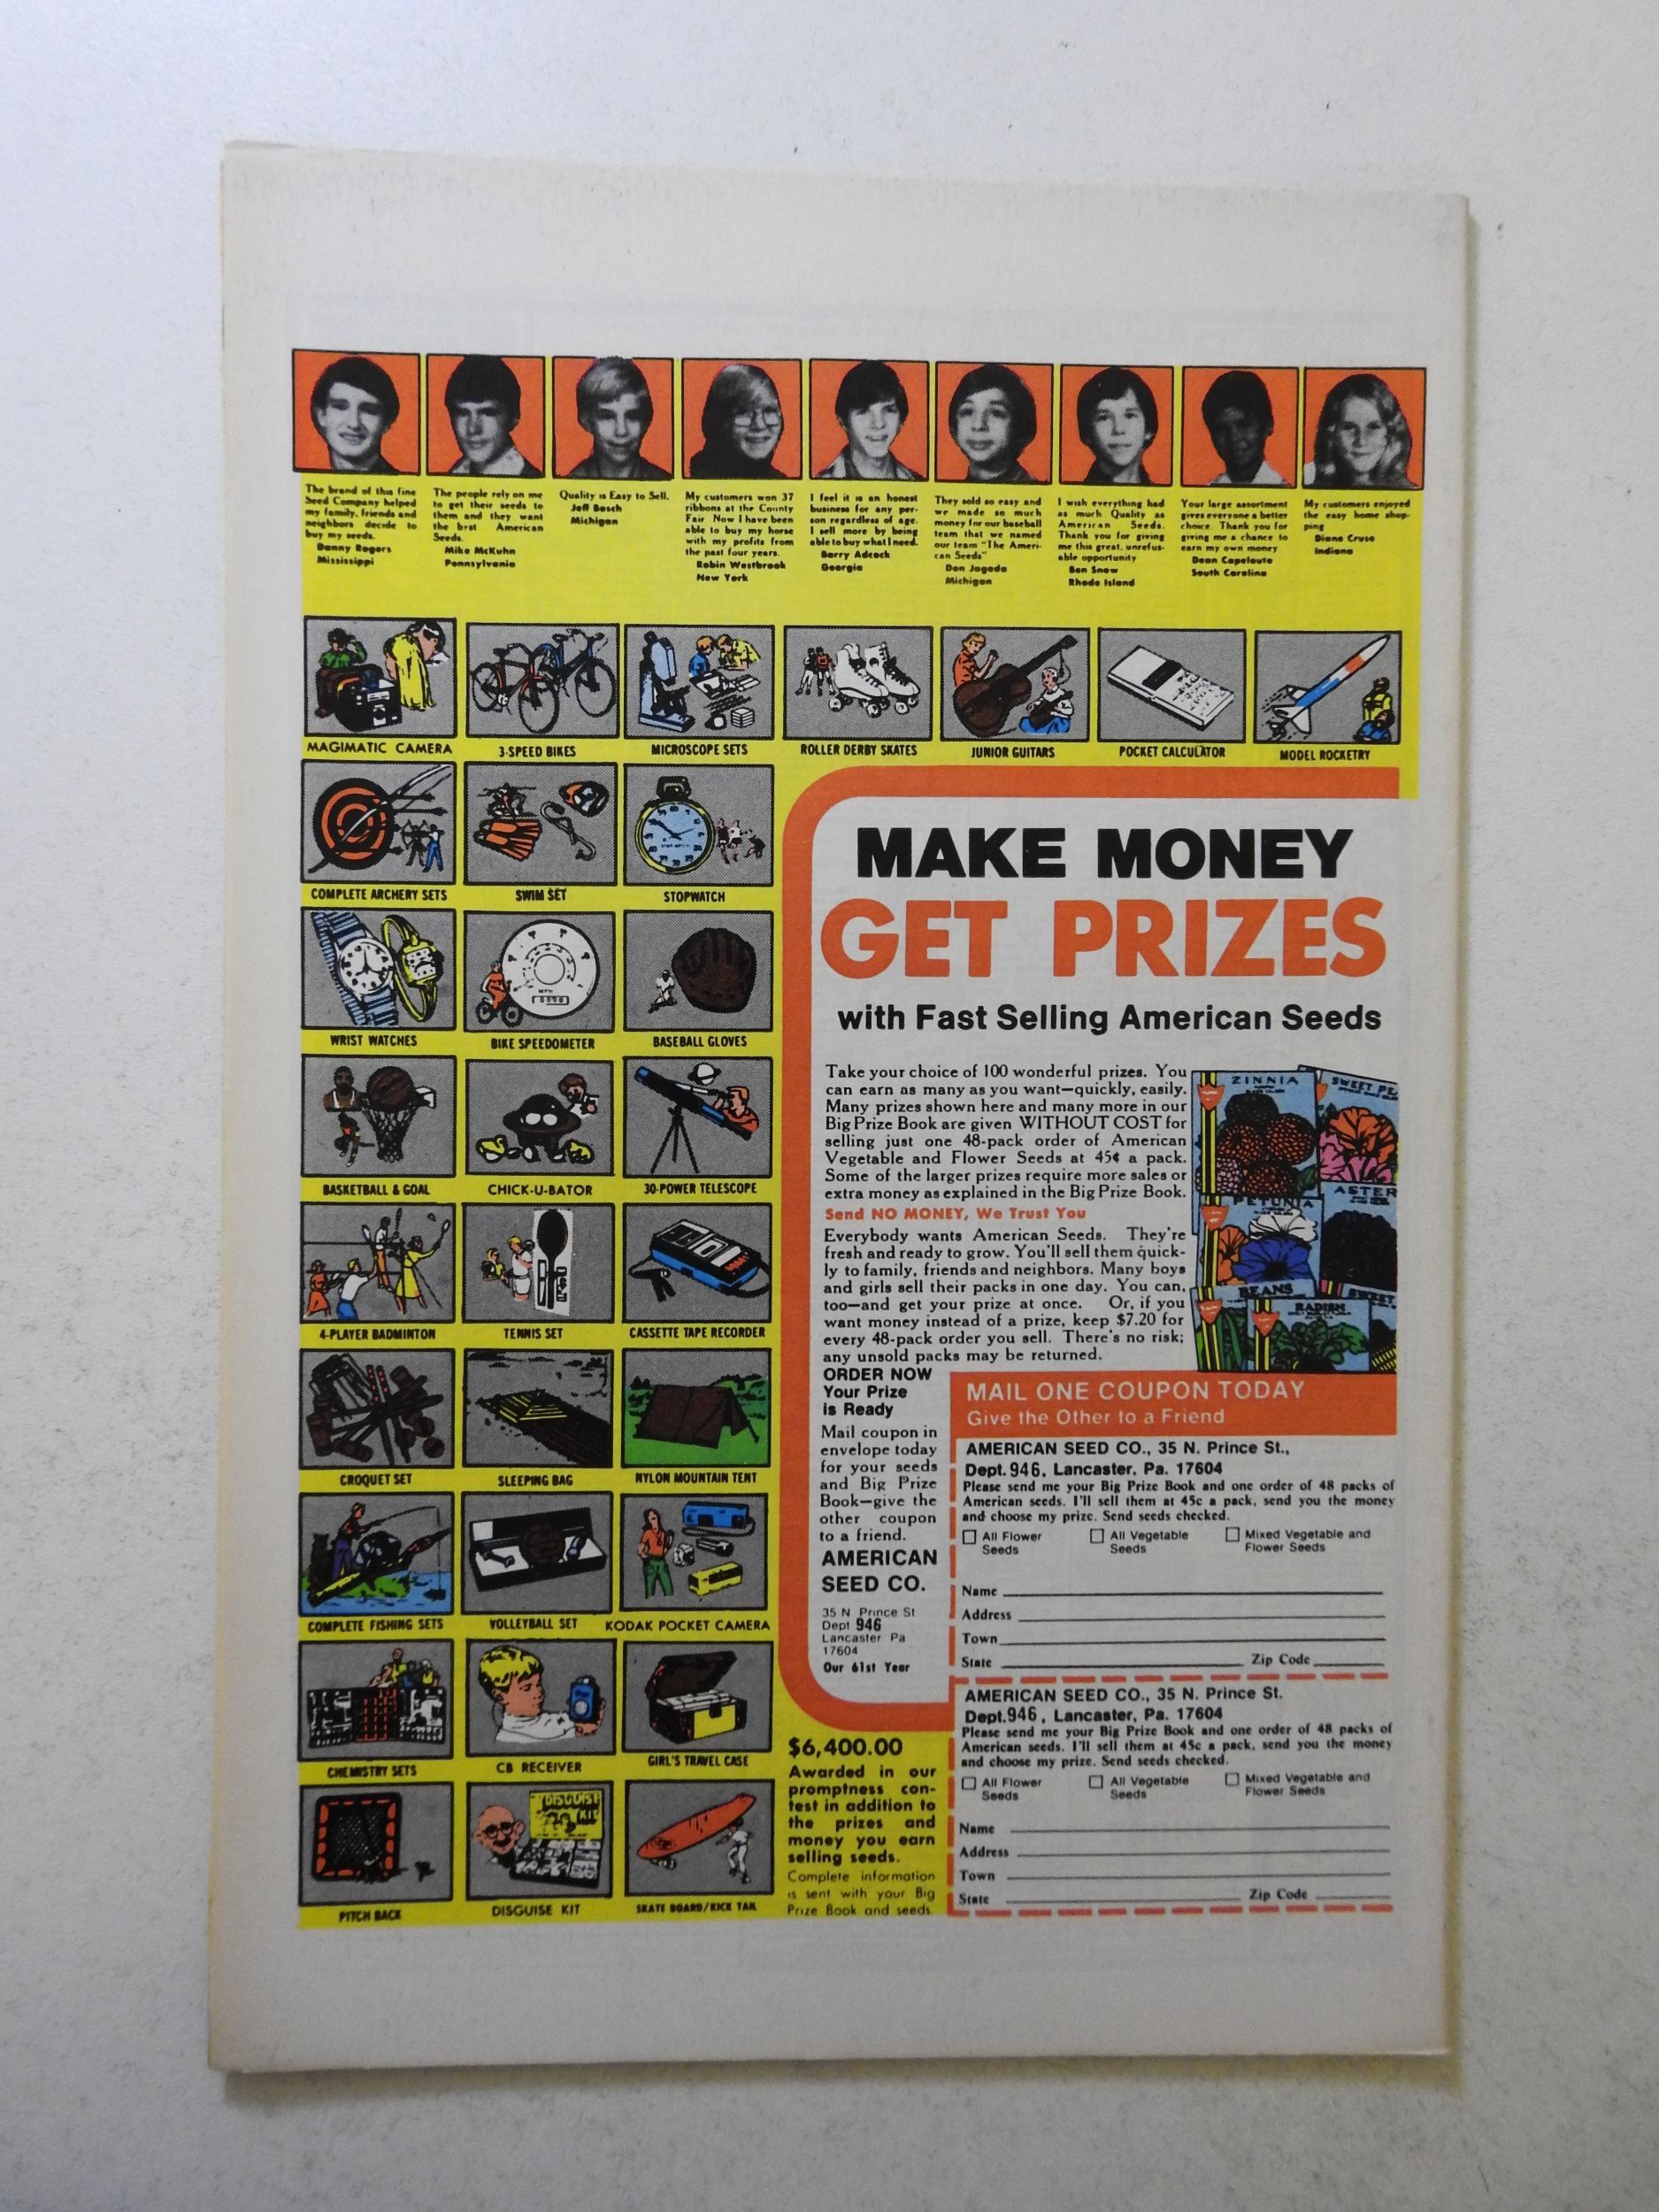 The brand of this fine
Seed Company helped
my family, friends and
neighbors decide to
buy my seeds.
Danny Rogers
Mississippi
The people rely on me
to get their seeds to
them and they want
the best American
Seeds.
Mike McKuhn
Pennsylvania
Quality is Easy to Sell.
Jeff Bosch
Michigan
My customers won 37
ribbons at the County
Fair Now I have been
able to buy my horse
with my profits from
the past four years.
Robin Westbrook
New York
I feel it is an honest
business for any per-
son regardless of age.
I sell more by being
able to buy what I need.
Barry Adcock
Georgia
They sold so easy and
we made so much
money for our baseball
team that we named
our team "The Ameri-
can Seeds"
Don Jagoda
Michigan
I wish everything had
as much Quality as
American Seeds.
Thank you for giving
me this great, unrefus-
able opportunity
Ben Snow
Rhode Island
Your large assortment
gives everyone a better
choice. Thank you for
giving me a chance to
earn my own money
Dean Capelouto
South Carolina
My customers enjoyed
the easy home shop-
ping
Diane Cruse
Indiana
MAGIMATIC CAMERA
3-SPEED BIKES
MICROSCOPE SETS
ROLLER DERBY SKATES
JUNIOR GUITARS
POCKET CALCULATOR
MODEL ROCKETRY
COMPLETE ARCHERY SETS
SWIM SET
STOPWATCH
WRIST WATCHES
BIKE SPEEDOMETER
BASEBALL GLOVES
BASKETBALL & GOAL
CHICK-U-BATOR
30-POWER TELESCOPE
4-PLAYER BADMINTON
TENNIS SET
CASSETTE TAPE RECORDER
CROQUET SET
SLEEPING BAG
NYLON MOUNTAIN TENT
COMPLETE FISHING SETS
VOLLEYBALL SET
KODAK POCKET CAMERA
CHEMISTRY SETS
CB RECEIVER
GIRL'S TRAVEL CASE
PITCH BACK
DISGUISE KIT
DISGUISE KIT
SKATE BOARD/KICK TAIL
MAKE MONEY
GET PRIZES
with Fast Selling American Seeds
Take your choice of 100 wonderful prizes. You
can earn as many as you want—quickly, easily.
Many prizes shown here and many more in our
Big Prize Book are given WITHOUT COST for
selling just one 48-pack order of American
Vegetable and Flower Seeds at 45¢ a pack.
Some of the larger prizes require more sales or
extra money as explained in the Big Prize Book.
Send NO MONEY, We Trust You
Everybody wants American Seeds. They're
fresh and ready to grow. You'll sell them quick-
ly to family, friends and neighbors. Many boys
and girls sell their packs in one day. You can,
too—and get your prize at once. Or, if you
want money instead of a prize, keep $7.20 for
every 48-pack order you sell. There's no risk;
any unsold packs may be returned.
ZINNIA
SWEET PE
PETUNIA
ASTER
BEANS
RADISH
SWEET
ORDER NOW
Your Prize
is Ready
Mail coupon in
envelope today
for your seeds
and Big Prize
Book—give the
other coupon
to a friend.
AMERICAN
SEED CO.
35 N Prince St
Dept 946
Lancaster Pa
17604
Our 61st Year
$6,400.00
Awarded in our
promptness con-
test in addition to
the prizes and
money you earn
selling seeds.
Complete information
is sent with your Big
Prize Book and seeds.
MAIL ONE COUPON TODAY
Give the Other to a Friend
AMERICAN SEED CO., 35 N. Prince St.,
Dept. 946, Lancaster, Pa. 17604
Please send me your Big Prize Book and one order of 48 packs of
American seeds. I'll sell them at 45c a pack, send you the money
and choose my prize. Send seeds checked.
All Flower Seeds
All Vegetable Seeds
Mixed Vegetable and Flower Seeds
Name
Address
Town
State Zip Code
AMERICAN SEED CO., 35 N. Prince St.
Dept. 946, Lancaster, Pa. 17604
Please send me your Big Prize Book and one order of 48 packs of
American seeds. I'll sell them at 45c a pack, send you the money
and choose my prize. Send seeds checked.
All Flower Seeds
All Vegetable Seeds
Mixed Vegetable and Flower Seeds
Name
Address
Town
State Zip Code